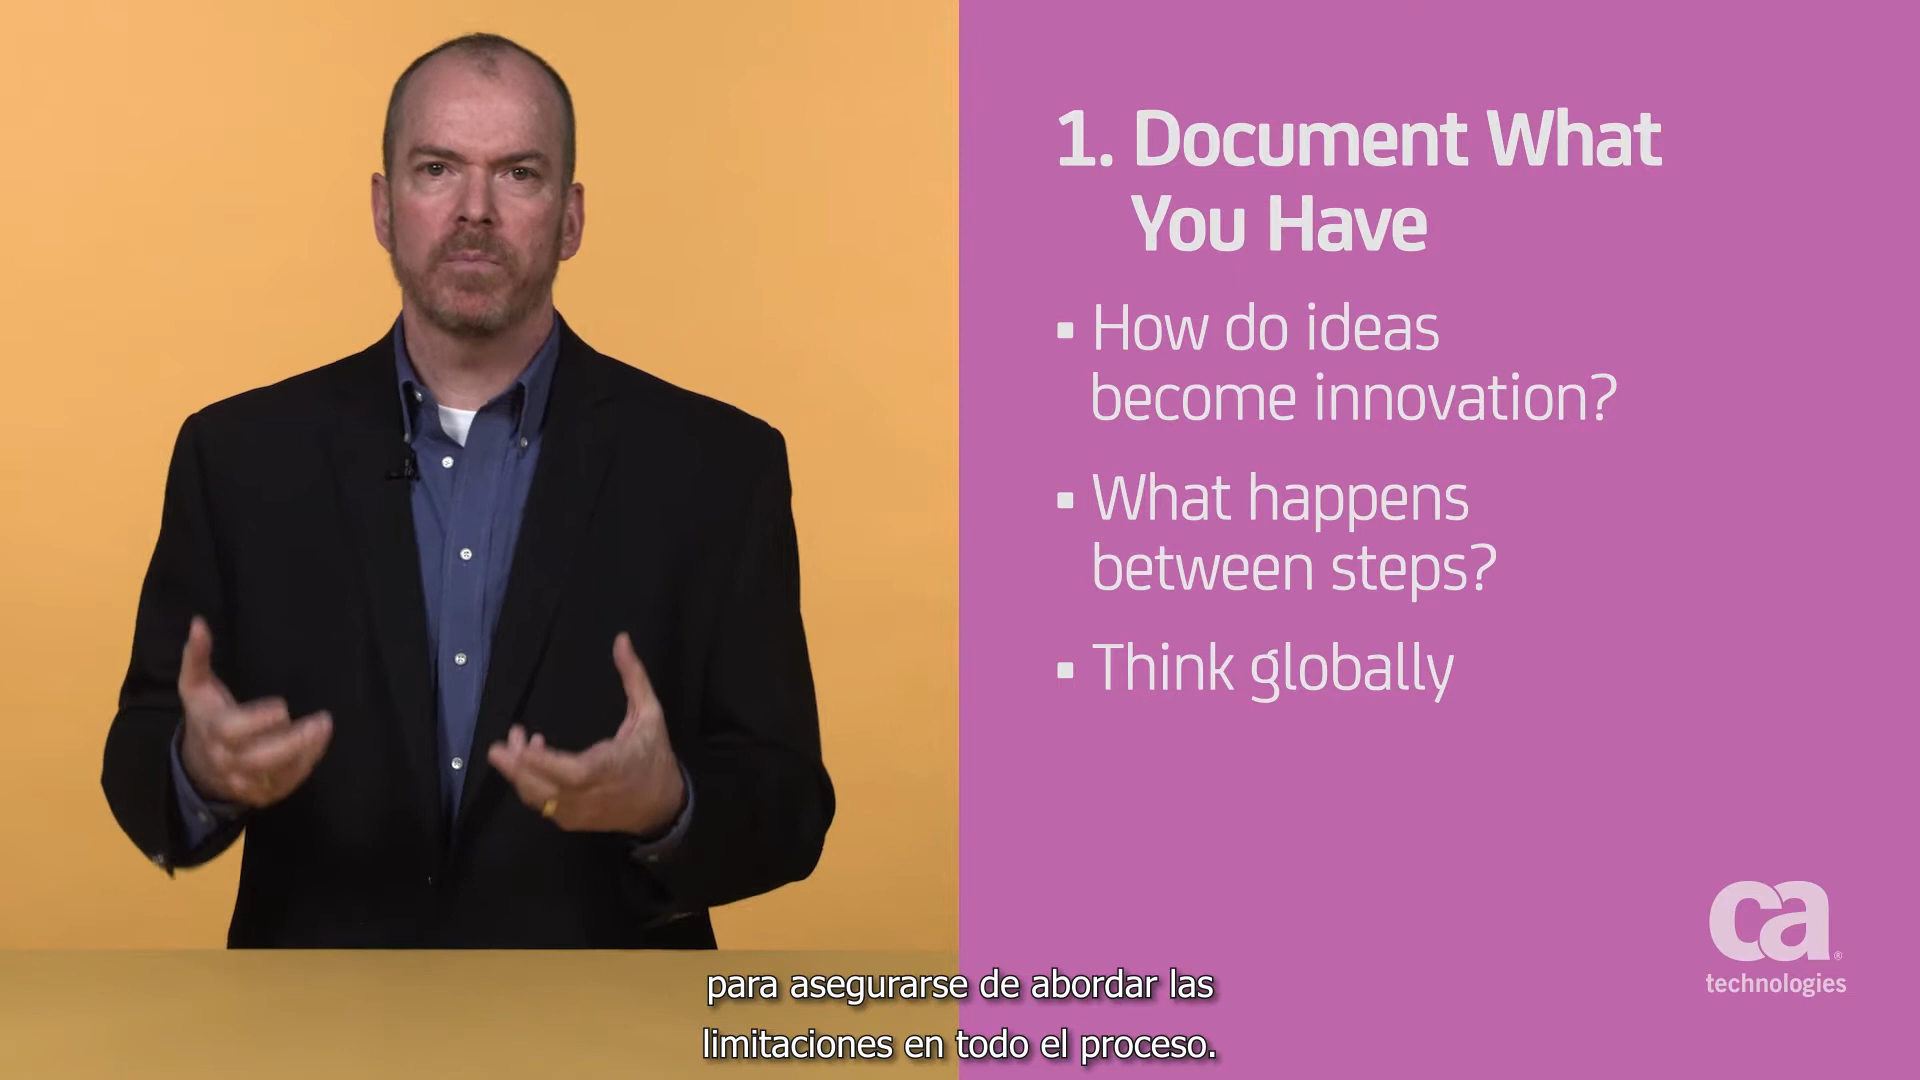 1. Document What
You Have
▪ How do ideas
become innovation?
▪ What happens
between steps?
▪ Think globally
ca®
technologies
para asegurarse de abordar las
limitaciones en todo el proceso.